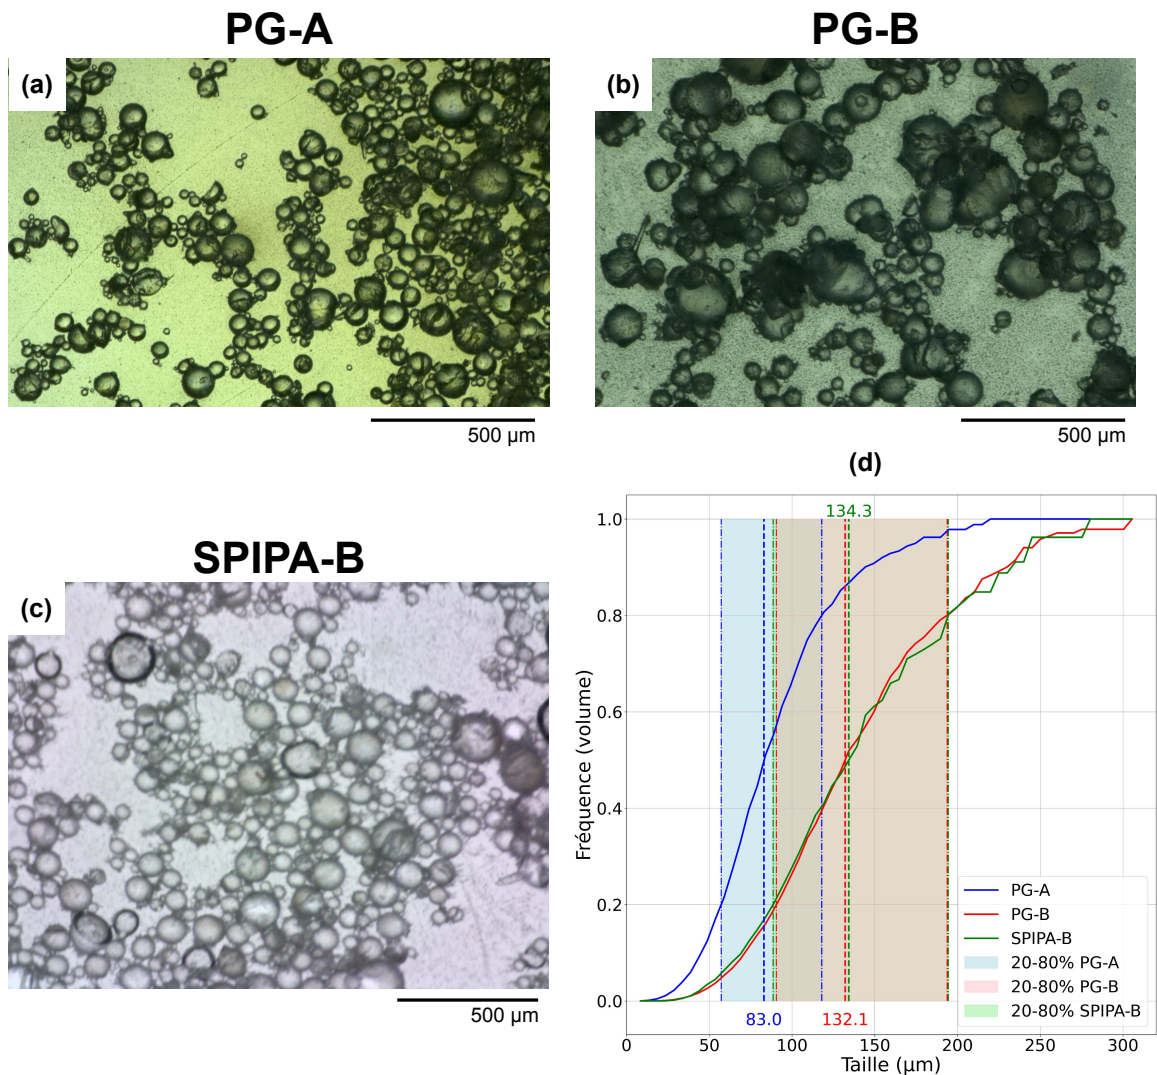 PG-A
PG-B
(a)
(b)
500 µm
500 µm
(d)
SPIPA-B
(c)
500 µm
134.3
1.0
0.8
0.6
0.4
0.2
0.0
Fréquence (volume)
83.0
132.1
0
50
100
150
200
250
300
Taille (µm)
PG-A
PG-B
SPIPA-B
20-80% PG-A
20-80% PG-B
20-80% SPIPA-B